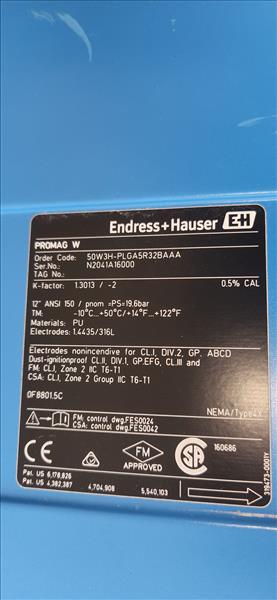 Endress+Hauser EH
PROMAG W
Order Code: 50W3H-PLGA5R32BAAA
Ser.No.: N2041A16000
TAG No.:
K-factor: 1.3013 / -2 0.5% CAL
12" ANSI 150 / pnom =PS=19.6bar
TM: -10°C...+50°C/+14°F...+122°F
Materials: PU
Electrodes: 1.4435/316L
Electrodes nonincendive for CL.I, DIV.2, GP. ABCD
Dust-ignitionproof CL.II, Div.1, GP.EFG, CL.III and
FM: CL.I, Zone 2 IIC T6-T1
CSA: CL.I, Zone 2 Group IIC T6-T1
0F8801.5C
FM: control dwg.FES0024
CSA: control dwg.FES0042
NEMA/Type4X
CE FM APPROVED SA 160686
Pat. US 6,178,826 5,540,103
Pat. US 4,382,387 4,704,908
319473-0001Y